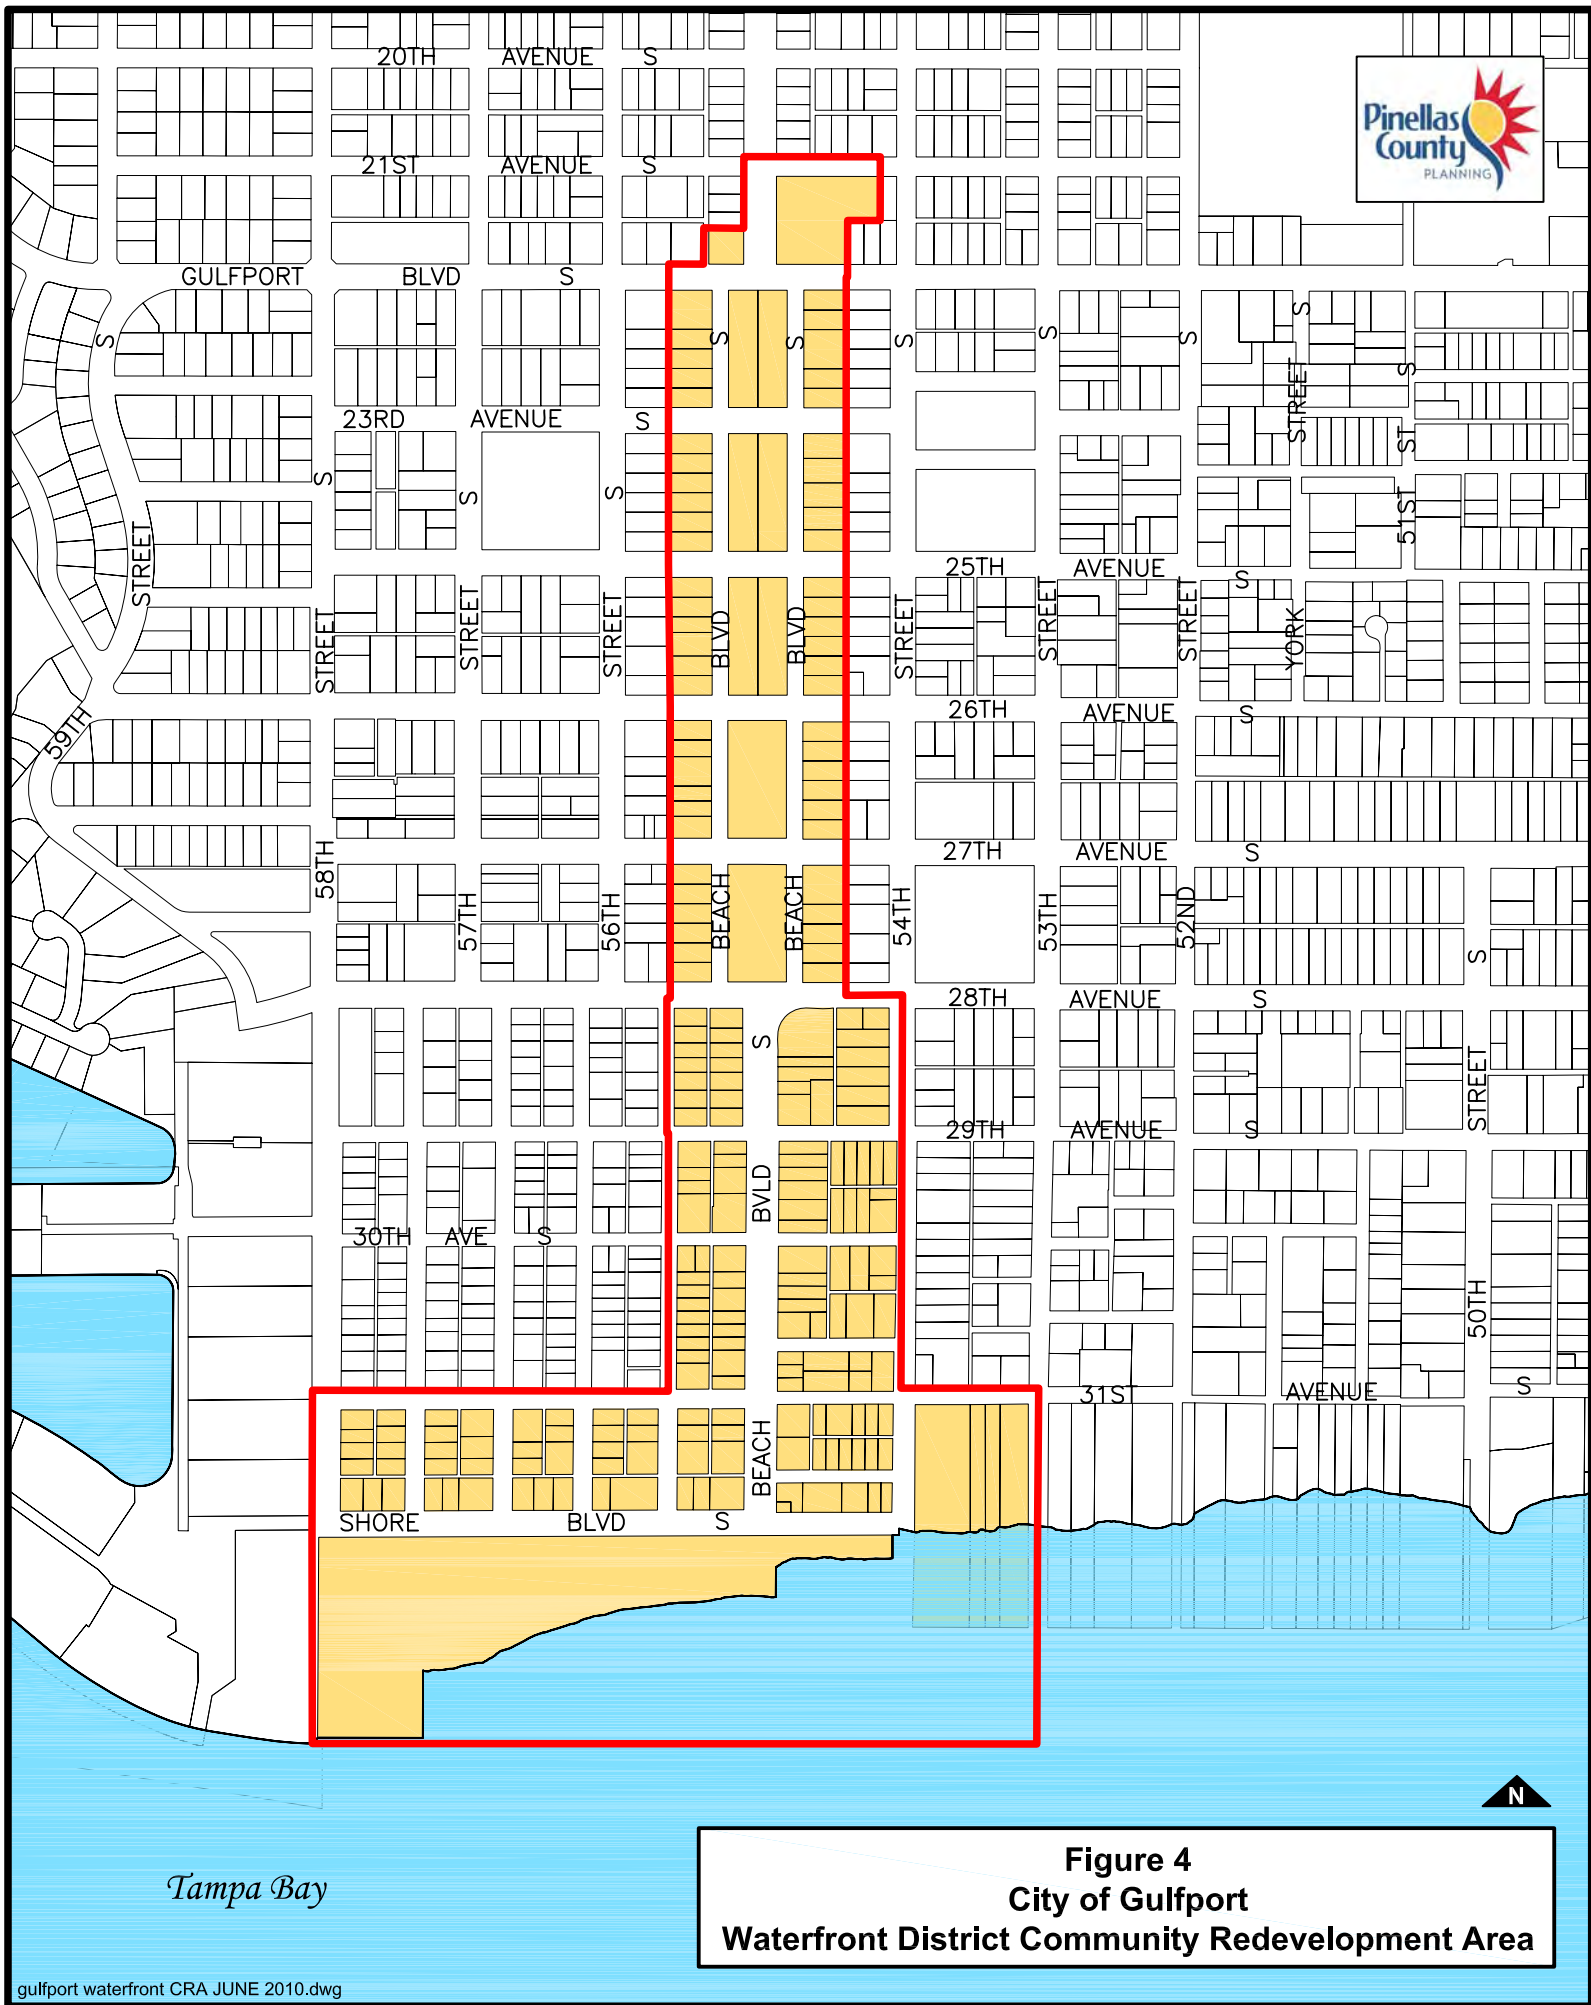 20TH AVENUE S
Pinellas
County
PLANNING
21ST AVENUE S
GULFPORT BLVD S
S
S
S
S
S
S
S
S
23RD AVENUE S
S
S
S
STREET
STREET
ST
51ST
25TH AVENUE S
STREET
STREET
STREET
BLVD
BLVD
STREET
STREET
STREET
YORK
26TH AVENUE S
59TH
27TH AVENUE S
58TH
57TH
56TH
BEACH
BEACH
54TH
53TH
52ND
S
28TH AVENUE S
S
STREET
29TH AVENUE S
BVLD
30TH AVE S
50TH
31ST AVENUE S
BEACH
SHORE BLVD S
N
Tampa Bay
Figure 4
City of Gulfport
Waterfront District Community Redevelopment Area
gulfport waterfront CRA JUNE 2010.dwg